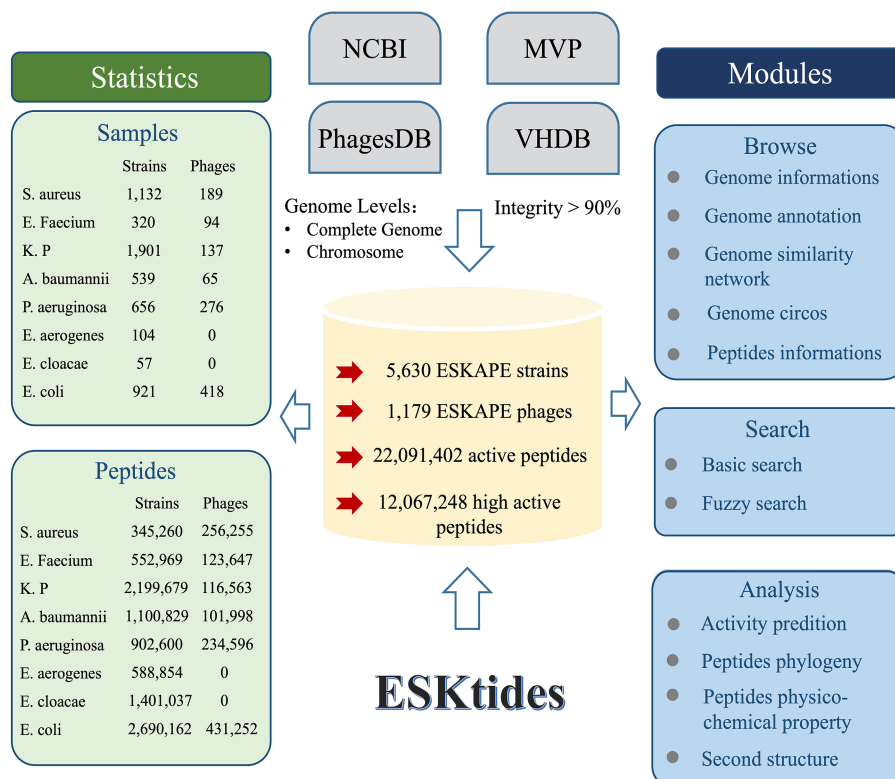 Statistics
Samples
Strains Phages
S. aureus 1,132 189
E. Faecium 320 94
K. P 1,901 137
A. baumannii 539 65
P. aeruginosa 656 276
E. aerogenes 104 0
E. cloacae 57 0
E. coli 921 418
Peptides
Strains Phages
S. aureus 345,260 256,255
E. Faecium 552,969 123,647
K. P 2,199,679 116,563
A. baumannii 1,100,829 101,998
P. aeruginosa 902,600 234,596
E. aerogenes 588,854 0
E. cloacae 1,401,037 0
E. coli 2,690,162 431,252
NCBI MVP
PhagesDB VHDB
Genome Levels:
• Complete Genome
• Chromosome
Integrity > 90%
5,630 ESKAPE strains
1,179 ESKAPE phages
22,091,402 active peptides
12,067,248 high active
peptides
ESKtides
Modules
Browse
Genome informations
Genome annotation
Genome similarity
network
Genome circos
Peptides informations
Search
Basic search
Fuzzy search
Analysis
Activity predition
Peptides phylogeny
Peptides physico-
chemical property
Second structure